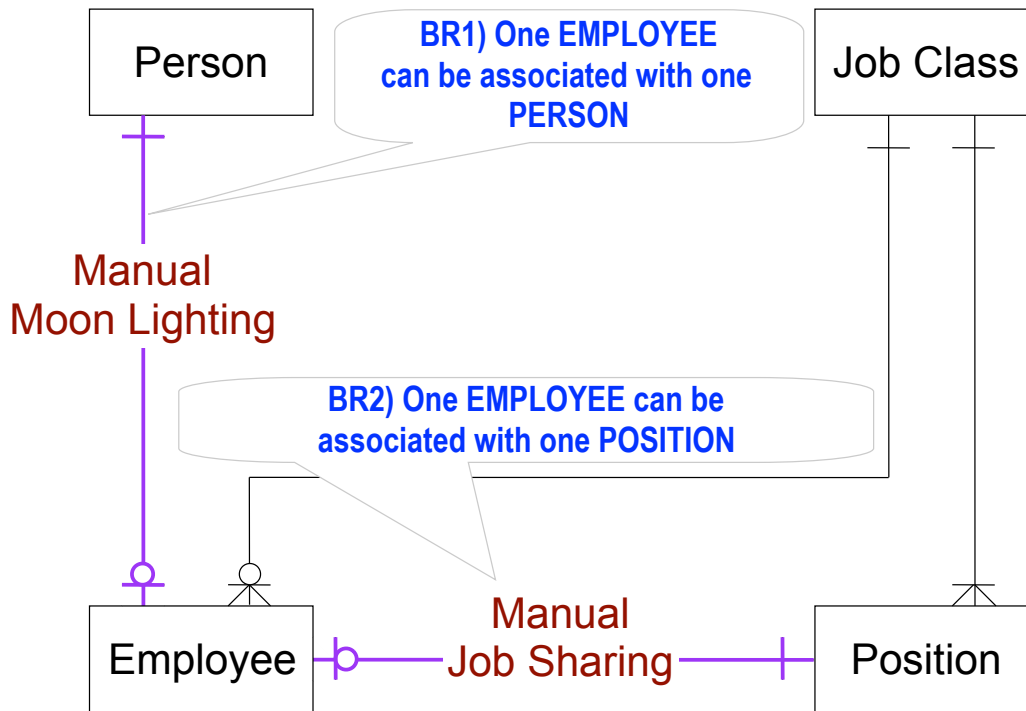 Person
BR1) One EMPLOYEE
can be associated with one
PERSON
Job Class
Manual
Moon Lighting
BR2) One EMPLOYEE can be
associated with one POSITION
Employee
Manual
Job Sharing
Position